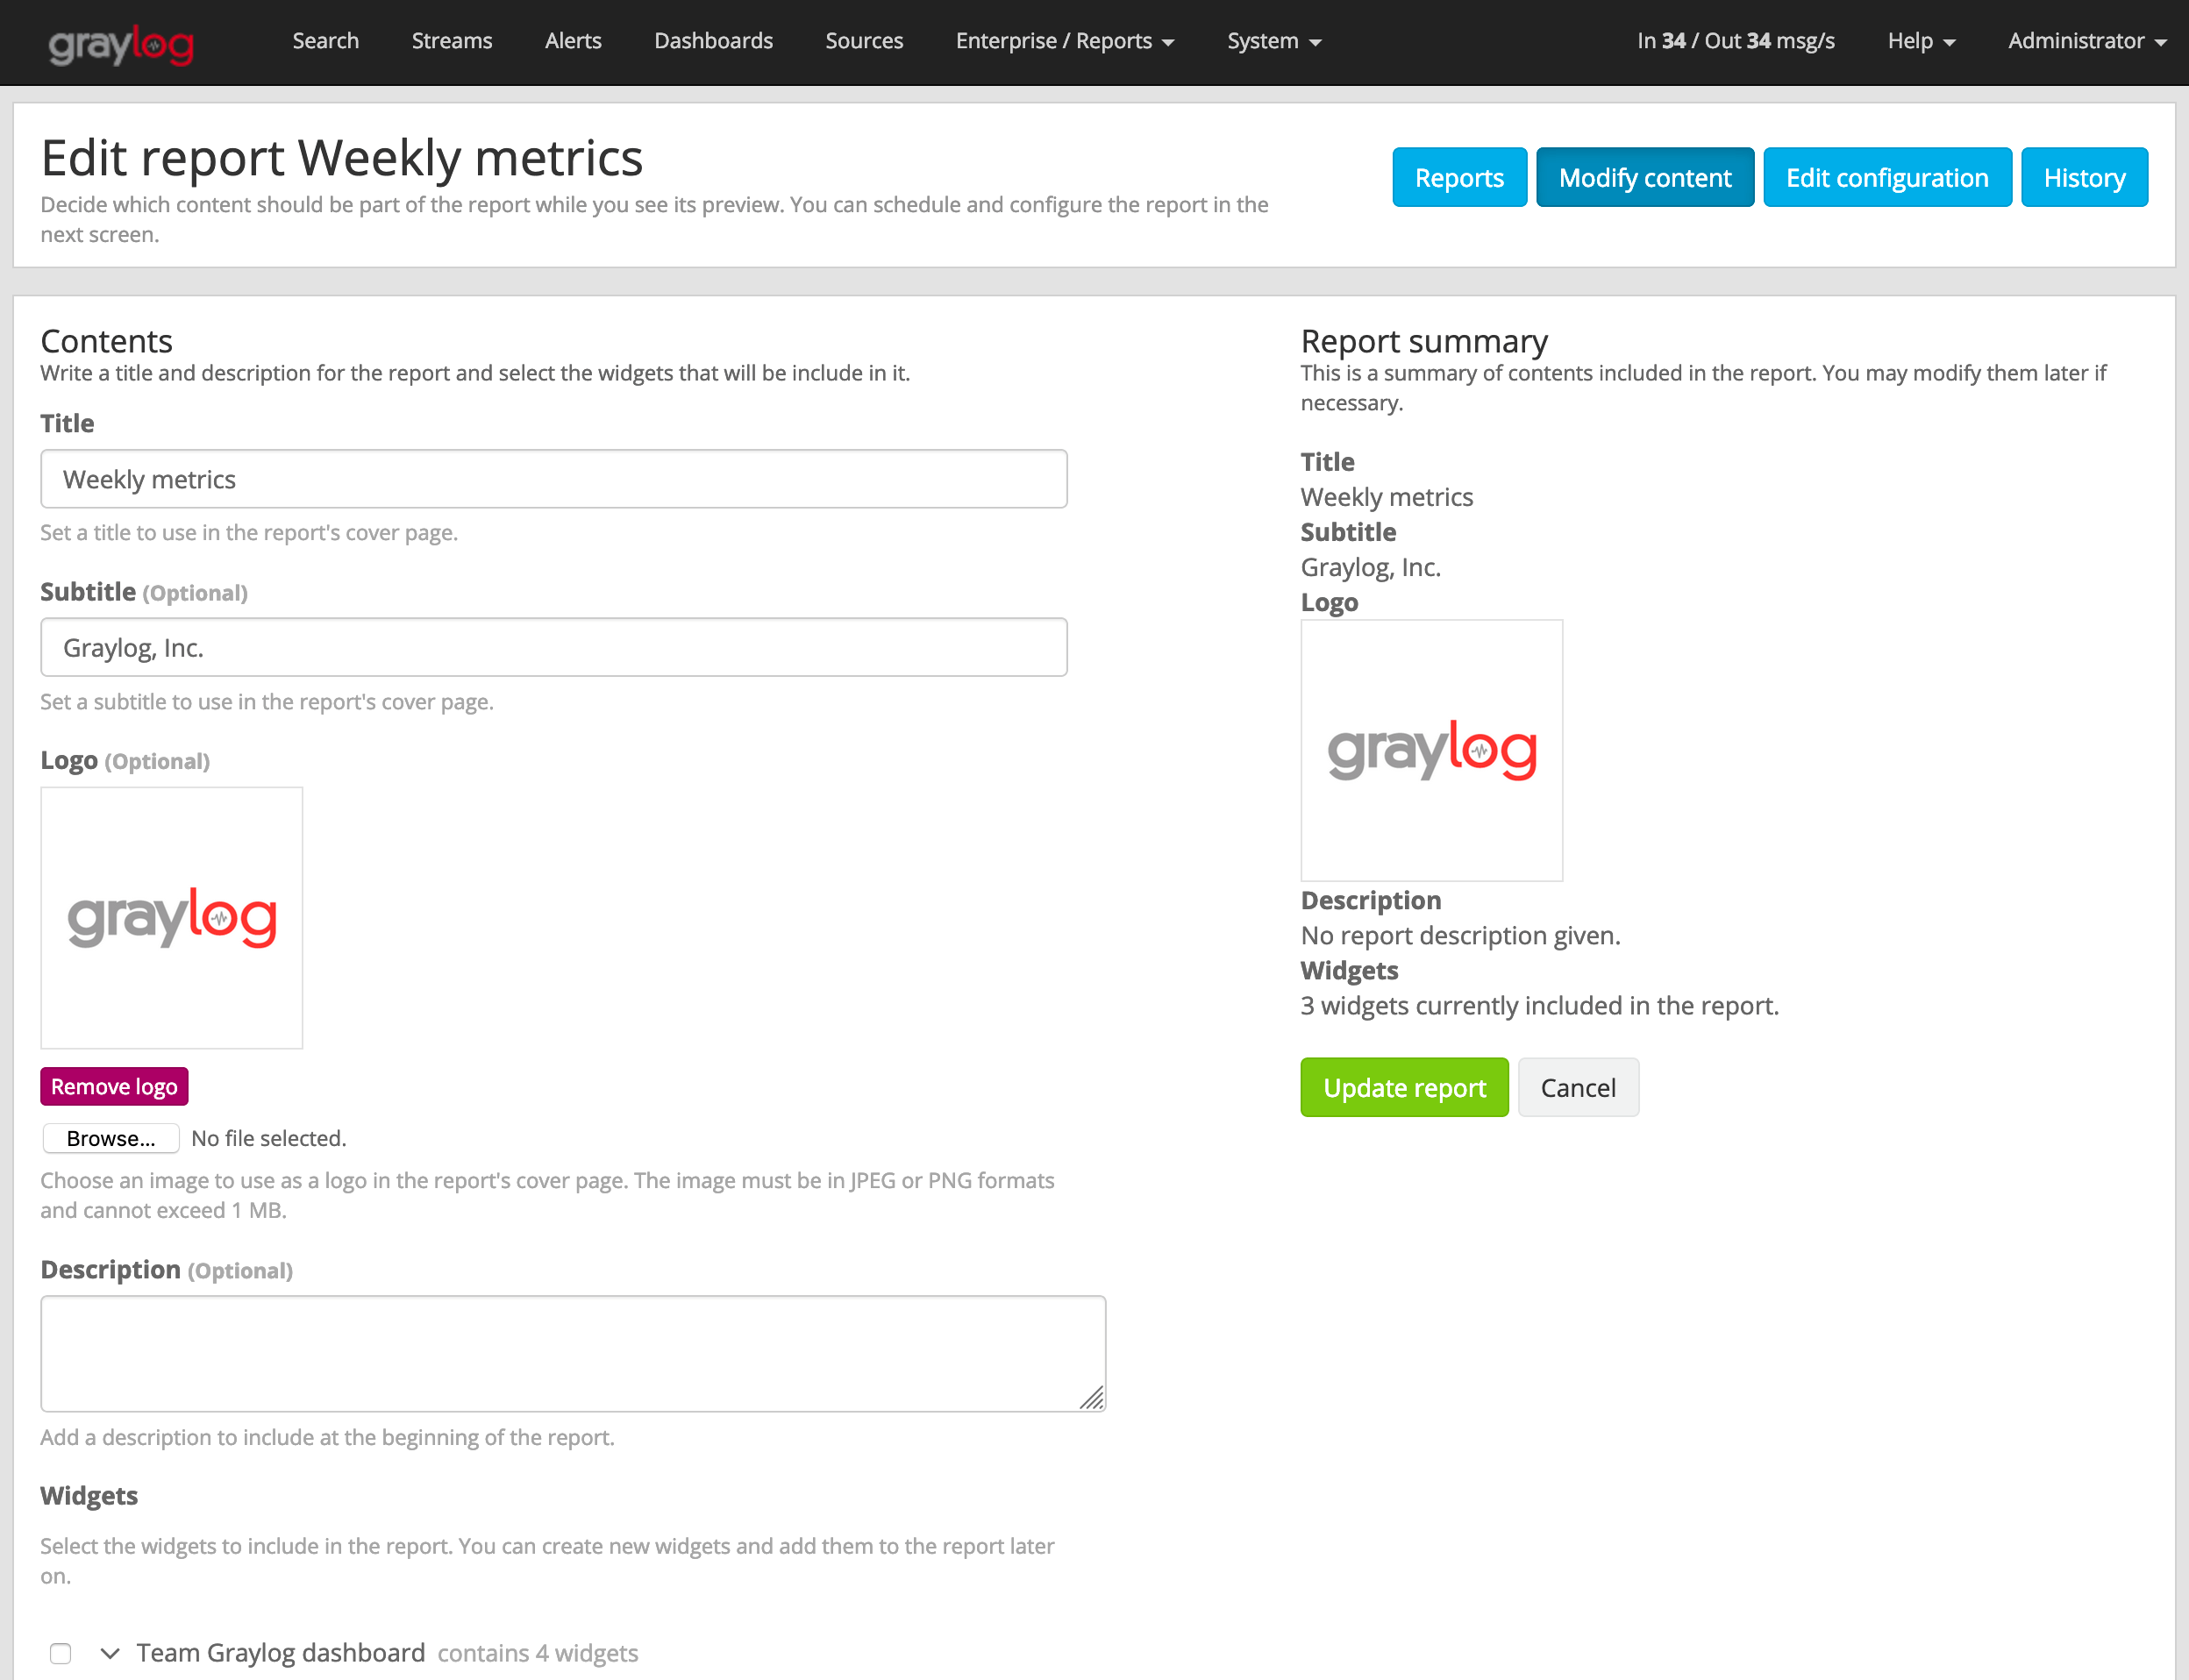 graylog
Search Streams Alerts Dashboards Sources Enterprise / Reports System In 34 / Out 34 msg/s Help Administrator
Edit report Weekly metrics
Decide which content should be part of the report while you see its preview. You can schedule and configure the report in the
next screen.
Reports Modify content Edit configuration History
Contents
Write a title and description for the report and select the widgets that will be include in it.
Title
Weekly metrics
Set a title to use in the report's cover page.
Subtitle (Optional)
Graylog, Inc.
Set a subtitle to use in the report's cover page.
Logo (Optional)
graylog
Remove logo
Browse... No file selected.
Choose an image to use as a logo in the report's cover page. The image must be in JPEG or PNG formats
and cannot exceed 1 MB.
Description (Optional)
Add a description to include at the beginning of the report.
Widgets
Select the widgets to include in the report. You can create new widgets and add them to the report later
on.
Team Graylog dashboard contains 4 widgets
Report summary
This is a summary of contents included in the report. You may modify them later if
necessary.
Title
Weekly metrics
Subtitle
Graylog, Inc.
Logo
graylog
Description
No report description given.
Widgets
3 widgets currently included in the report.
Update report Cancel